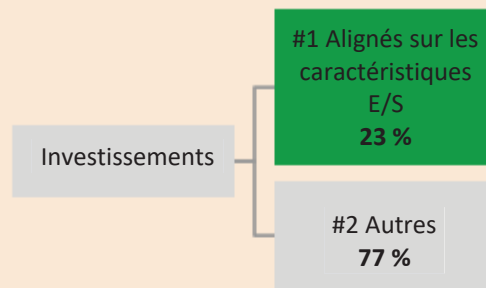 #1 Alignés sur les
caractéristiques
E/S
23 %
Investissements
#2 Autres
77 %